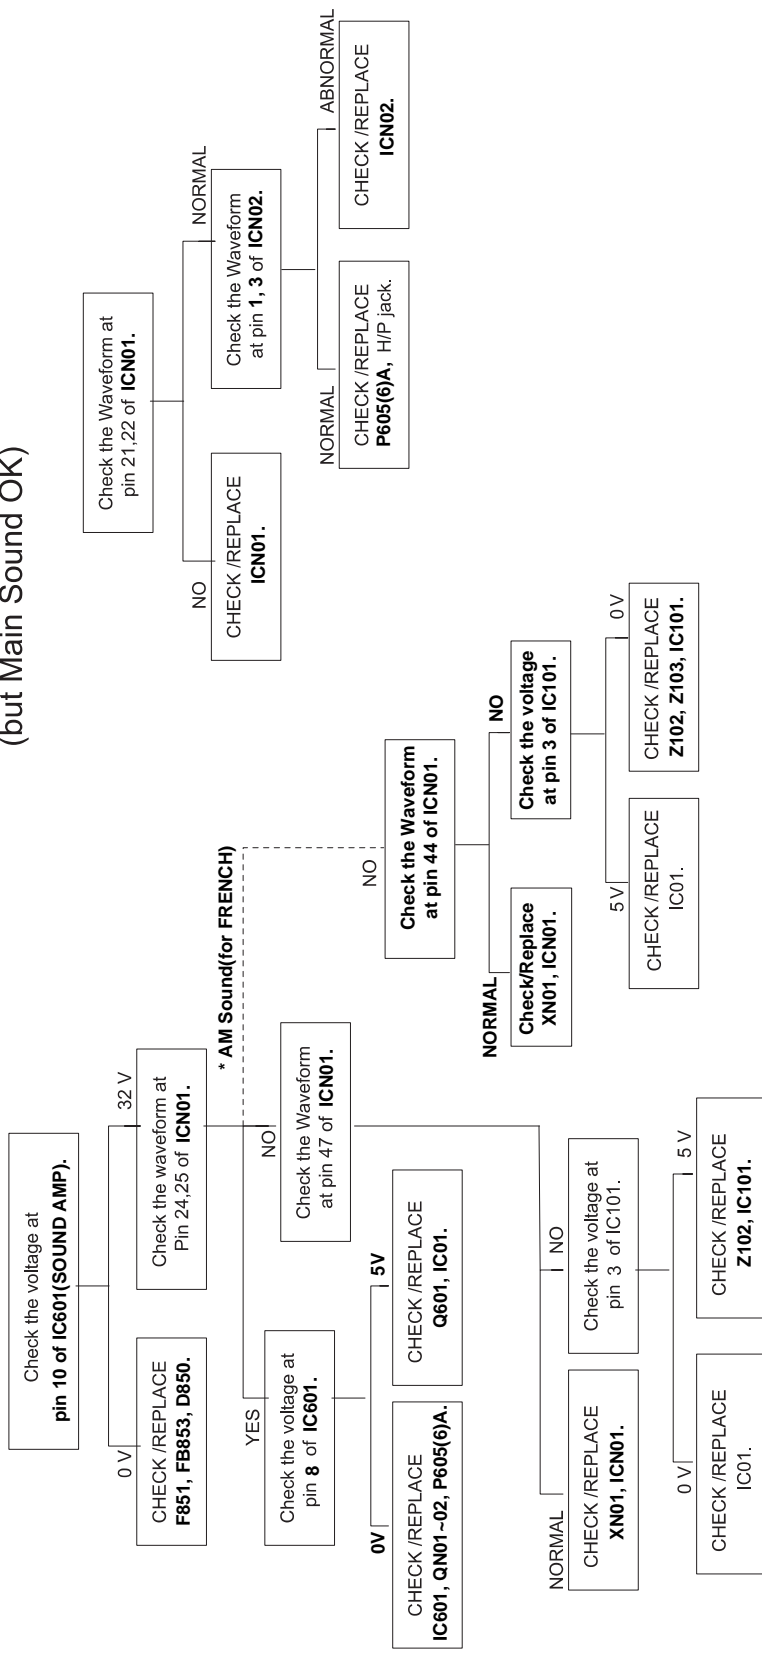 (but Main Sound OK)
Check the voltage at
pin 10 of IC601(SOUND AMP).
0 V
32 V
CHECK /REPLACE
F851, FB853, D850.
Check the waveform at
Pin 24,25 of ICN01.
* AM Sound(for FRENCH)
YES
NO
Check the voltage at
pin 8 of IC601.
Check the Waveform
at pin 47 of ICN01.
0V
5V
CHECK /REPLACE
IC601, QN01~02, P605(6)A.
CHECK /REPLACE
Q601, IC01.
NORMAL
NO
CHECK /REPLACE
XN01, ICN01.
Check the voltage at
pin 3 of IC101.
0 V
5 V
CHECK /REPLACE
IC01.
CHECK /REPLACE
Z102, IC101.
NO
Check the Waveform
at pin 44 of ICN01.
NORMAL
NO
Check/Replace
XN01, ICN01.
Check the voltage
at pin 3 of IC101.
5 V
0 V
CHECK /REPLACE
IC01.
CHECK /REPLACE
Z102, Z103, IC101.
Check the Waveform at
pin 21,22 of ICN01.
NO
NORMAL
CHECK /REPLACE
ICN01.
Check the Waveform
at pin 1, 3 of ICN02.
NORMAL
ABNORMAL
CHECK /REPLACE
P605(6)A, H/P jack.
CHECK /REPLACE
ICN02.